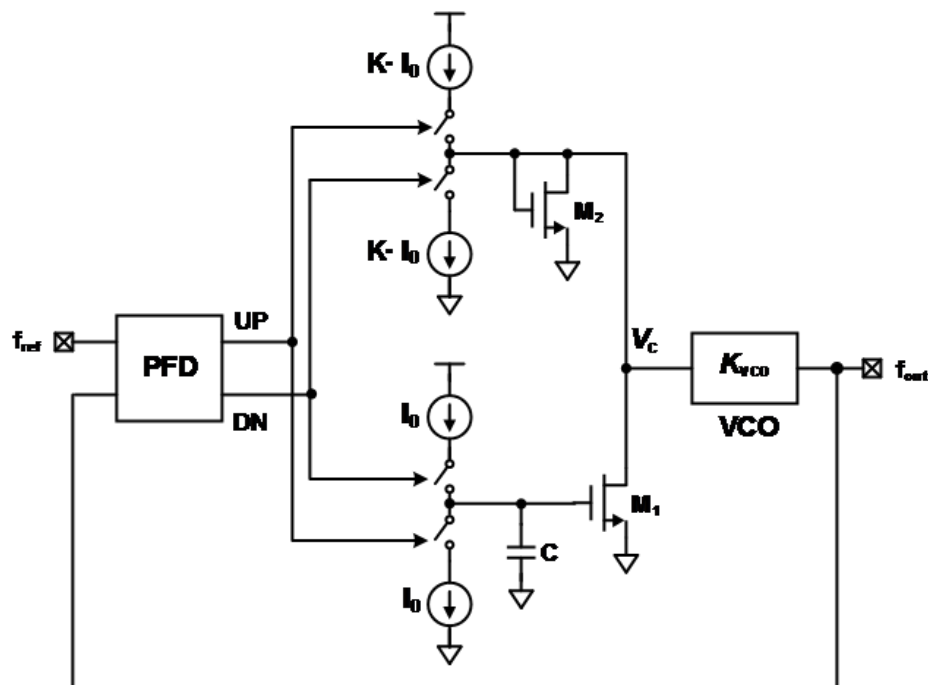 K- I₀
M₂
K- I₀
fref
PFD
UP
DN
VC
KVCO
VCO
fout
I₀
M₁
C
I₀